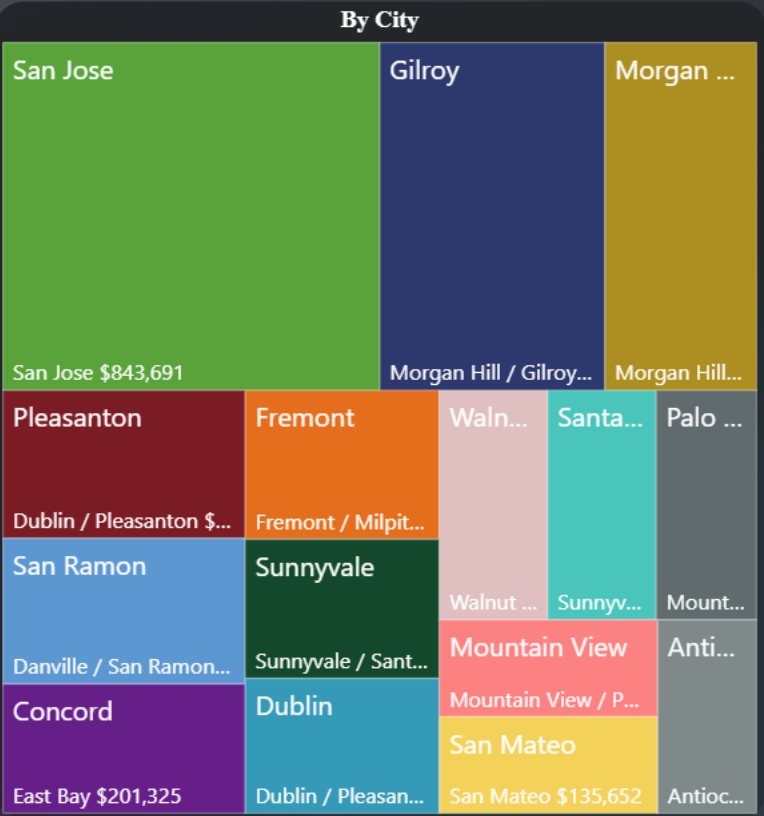 By City
San Jose
San Jose $843,691
Gilroy
Morgan Hill / Gilroy...
Morgan ...
Morgan Hill...
Pleasanton
Dublin / Pleasanton $...
Fremont
Fremont / Milpit...
Waln...
Walnut ...
Santa...
Sunnyv...
Palo ...
Mount...
San Ramon
Danville / San Ramon...
Sunnyvale
Sunnyvale / Sant...
Concord
East Bay $201,325
Dublin
Dublin / Pleasan...
Mountain View
Mountain View / P...
San Mateo
San Mateo $135,652
Anti...
Antioc...